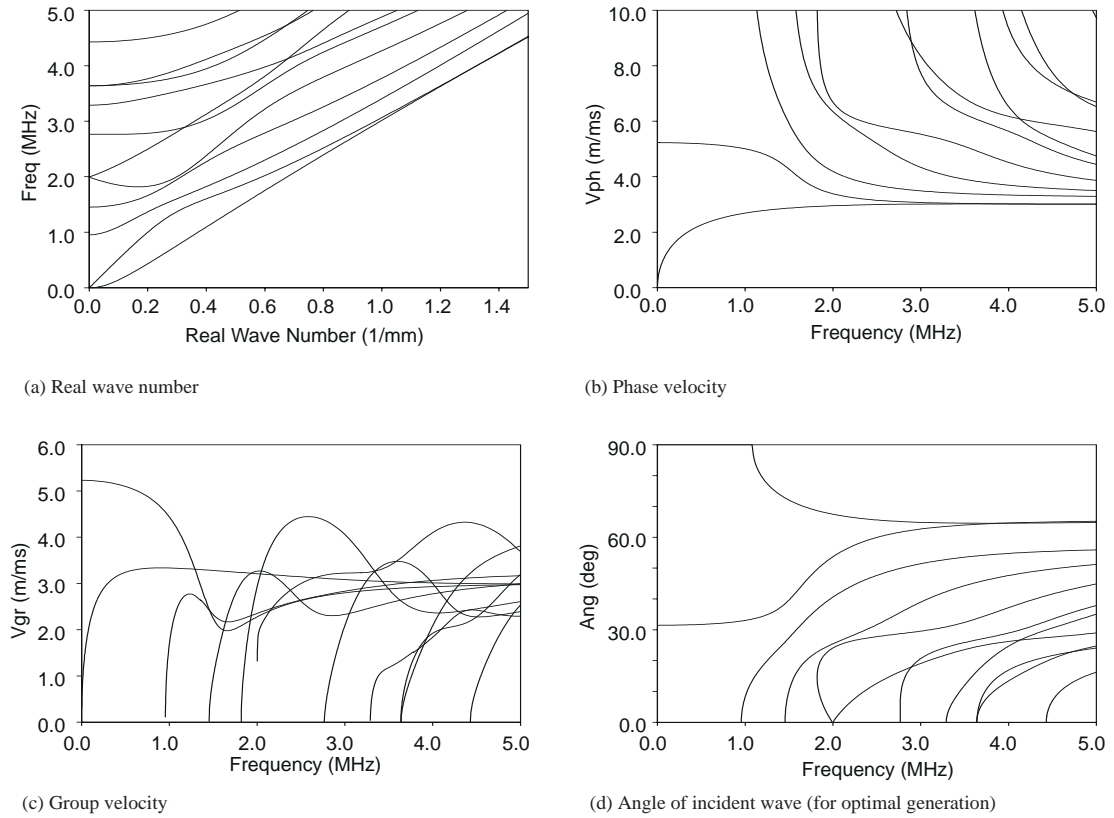 5.0
4.0
3.0
2.0
1.0
0.0
Freq (MHz)
0.0 0.2 0.4 0.6 0.8 1.0 1.2 1.4
Real Wave Number (1/mm)
(a) Real wave number
10.0
8.0
6.0
4.0
2.0
0.0
Vph (m/ms)
0.0 1.0 2.0 3.0 4.0 5.0
Frequency (MHz)
(b) Phase velocity
6.0
5.0
4.0
3.0
2.0
1.0
0.0
Vgr (m/ms)
0.0 1.0 2.0 3.0 4.0 5.0
Frequency (MHz)
(c) Group velocity
90.0
60.0
30.0
0.0
Ang (deg)
0.0 1.0 2.0 3.0 4.0 5.0
Frequency (MHz)
(d) Angle of incident wave (for optimal generation)